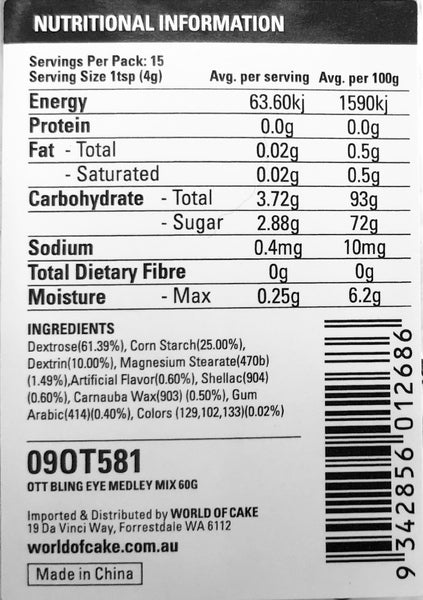 NUTRITIONAL INFORMATION
Servings Per Pack: 15
Serving Size 1tsp (4g) Avg. per serving Avg. per 100g
Energy 63.60kj 1590kj
Protein 0.0g 0.0g
Fat - Total 0.02g 0.5g
- Saturated 0.02g 0.5g
Carbohydrate - Total 3.72g 93g
- Sugar 2.88g 72g
Sodium 0.4mg 10mg
Total Dietary Fibre 0g 0g
Moisture - Max 0.25g 6.2g
INGREDIENTS
Dextrose(61.39%), Corn Starch(25.00%),
Dextrin(10.00%), Magnesium Stearate(470b)
(1.49%),Artificial Flavor(0.60%), Shellac(904)
(0.60%), Carnauba Wax(903) (0.50%), Gum
Arabic(414)(0.40%), Colors (129,102,133)(0.02%)
09OT581
OTT BLING EYE MEDLEY MIX 60G
Imported & Distributed by WORLD OF CAKE
19 Da Vinci Way, Forrestdale WA 6112
worldofcake.com.au
Made in China
9 342856 012686